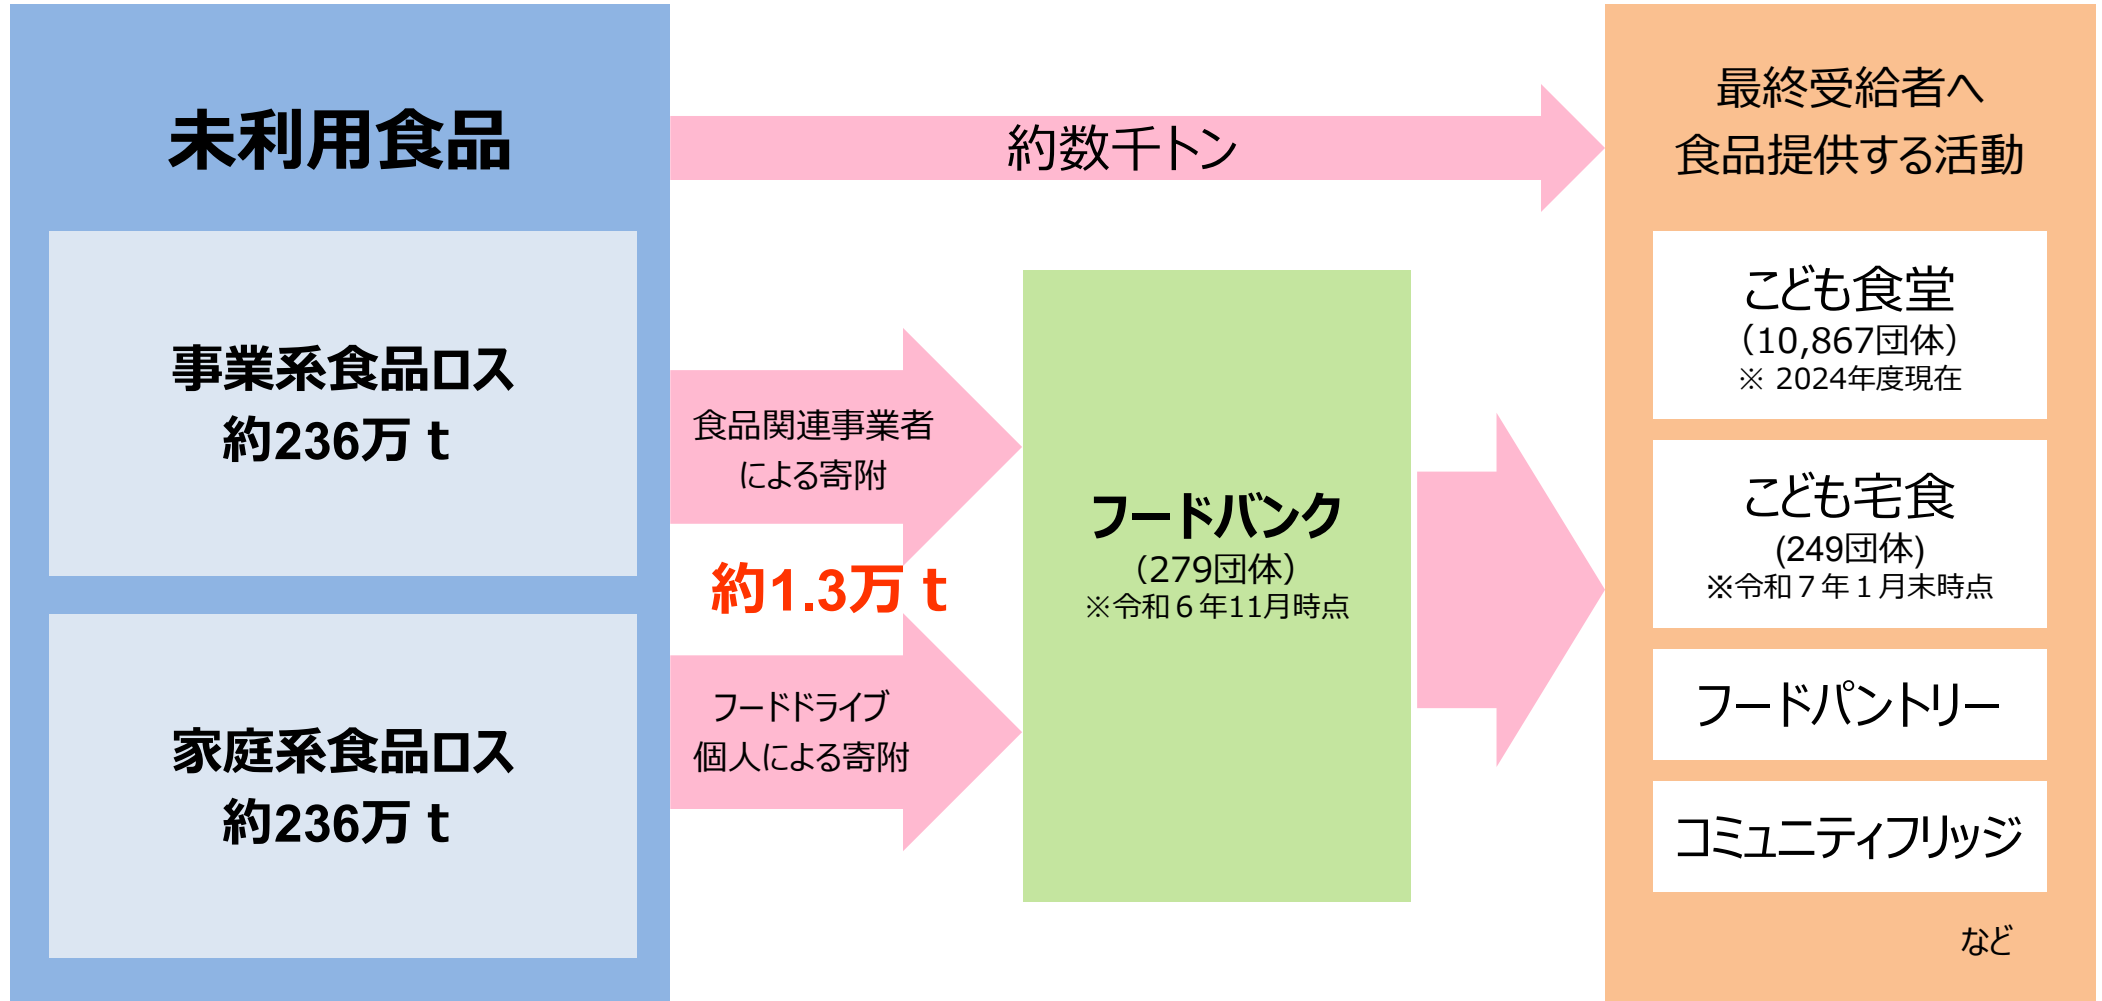 未利用食品
事業系食品ロス
約236万ｔ
家庭系食品ロス
約236万ｔ
約数千トン
食品関連事業者
による寄附
約1.3万ｔ
フードドライブ
個人による寄附
フードバンク
（279団体）
※令和６年11月時点
最終受給者へ
食品提供する活動
こども食堂
（10,867団体）
※ 2024年度現在
こども宅食
(249団体)
※令和７年１月末時点
フードパントリー
コミュニティフリッジ
など